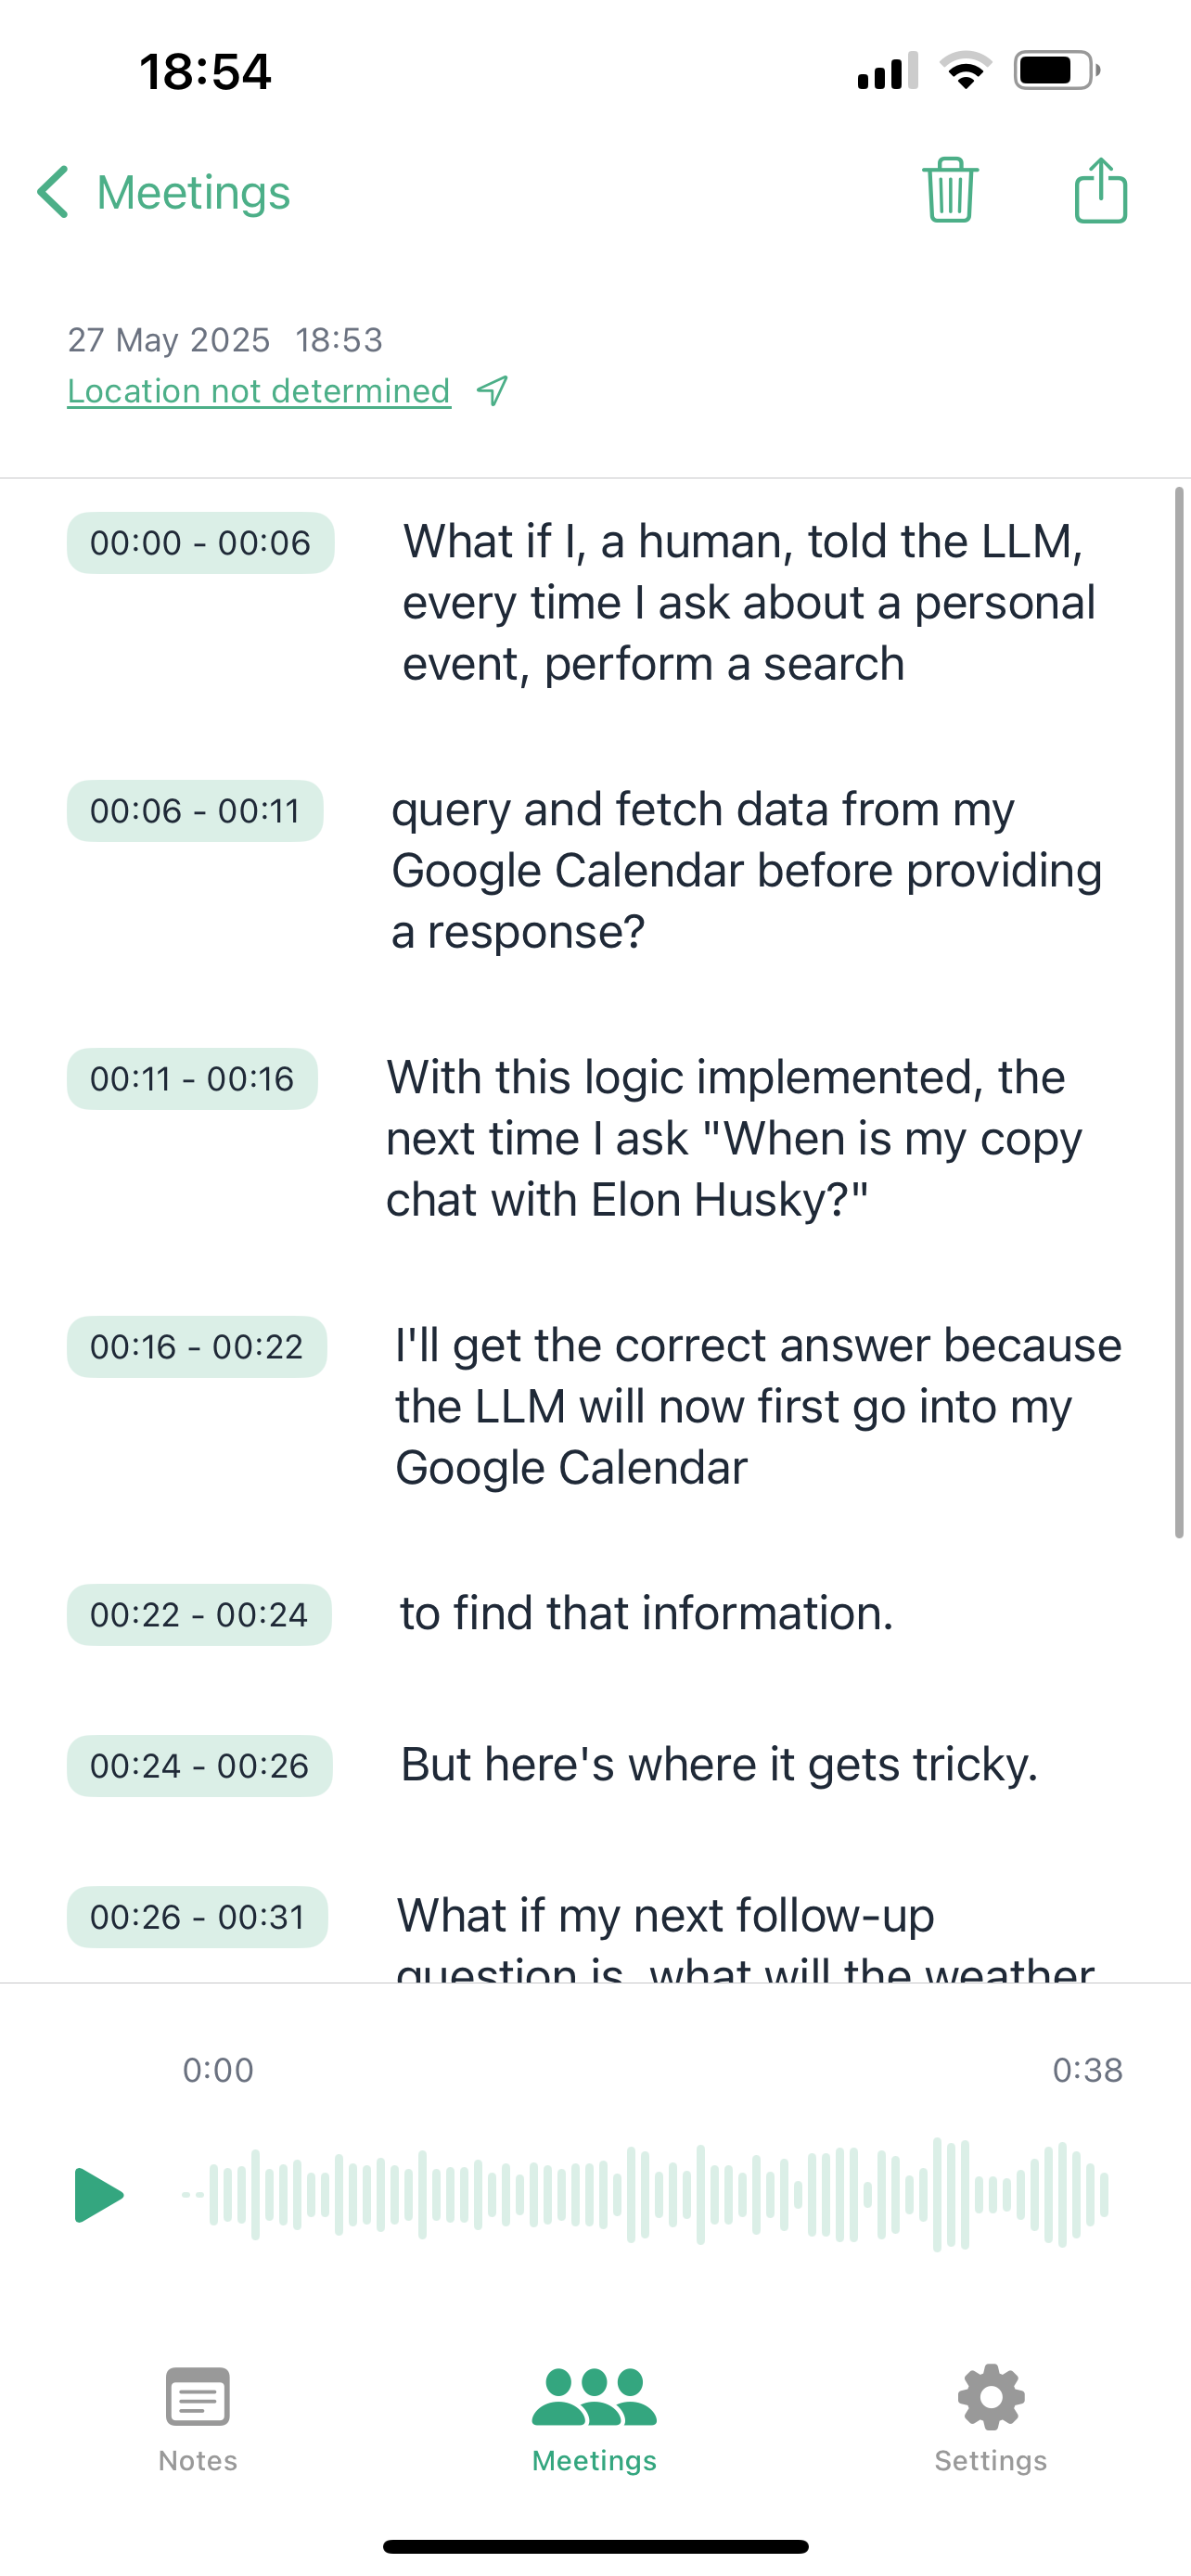 18:54
Meetings
27 May 2025 18:53
Location not determined
00:00 - 00:06
What if I, a human, told the LLM,
every time I ask about a personal
event, perform a search
00:06 - 00:11
query and fetch data from my
Google Calendar before providing
a response?
00:11 - 00:16
With this logic implemented, the
next time I ask "When is my copy
chat with Elon Husky?"
00:16 - 00:22
I'll get the correct answer because
the LLM will now first go into my
Google Calendar
00:22 - 00:24
to find that information.
00:24 - 00:26
But here's where it gets tricky.
00:26 - 00:31
What if my next follow-up
question is, what will the weather
0:00
0:38
Notes
Meetings
Settings